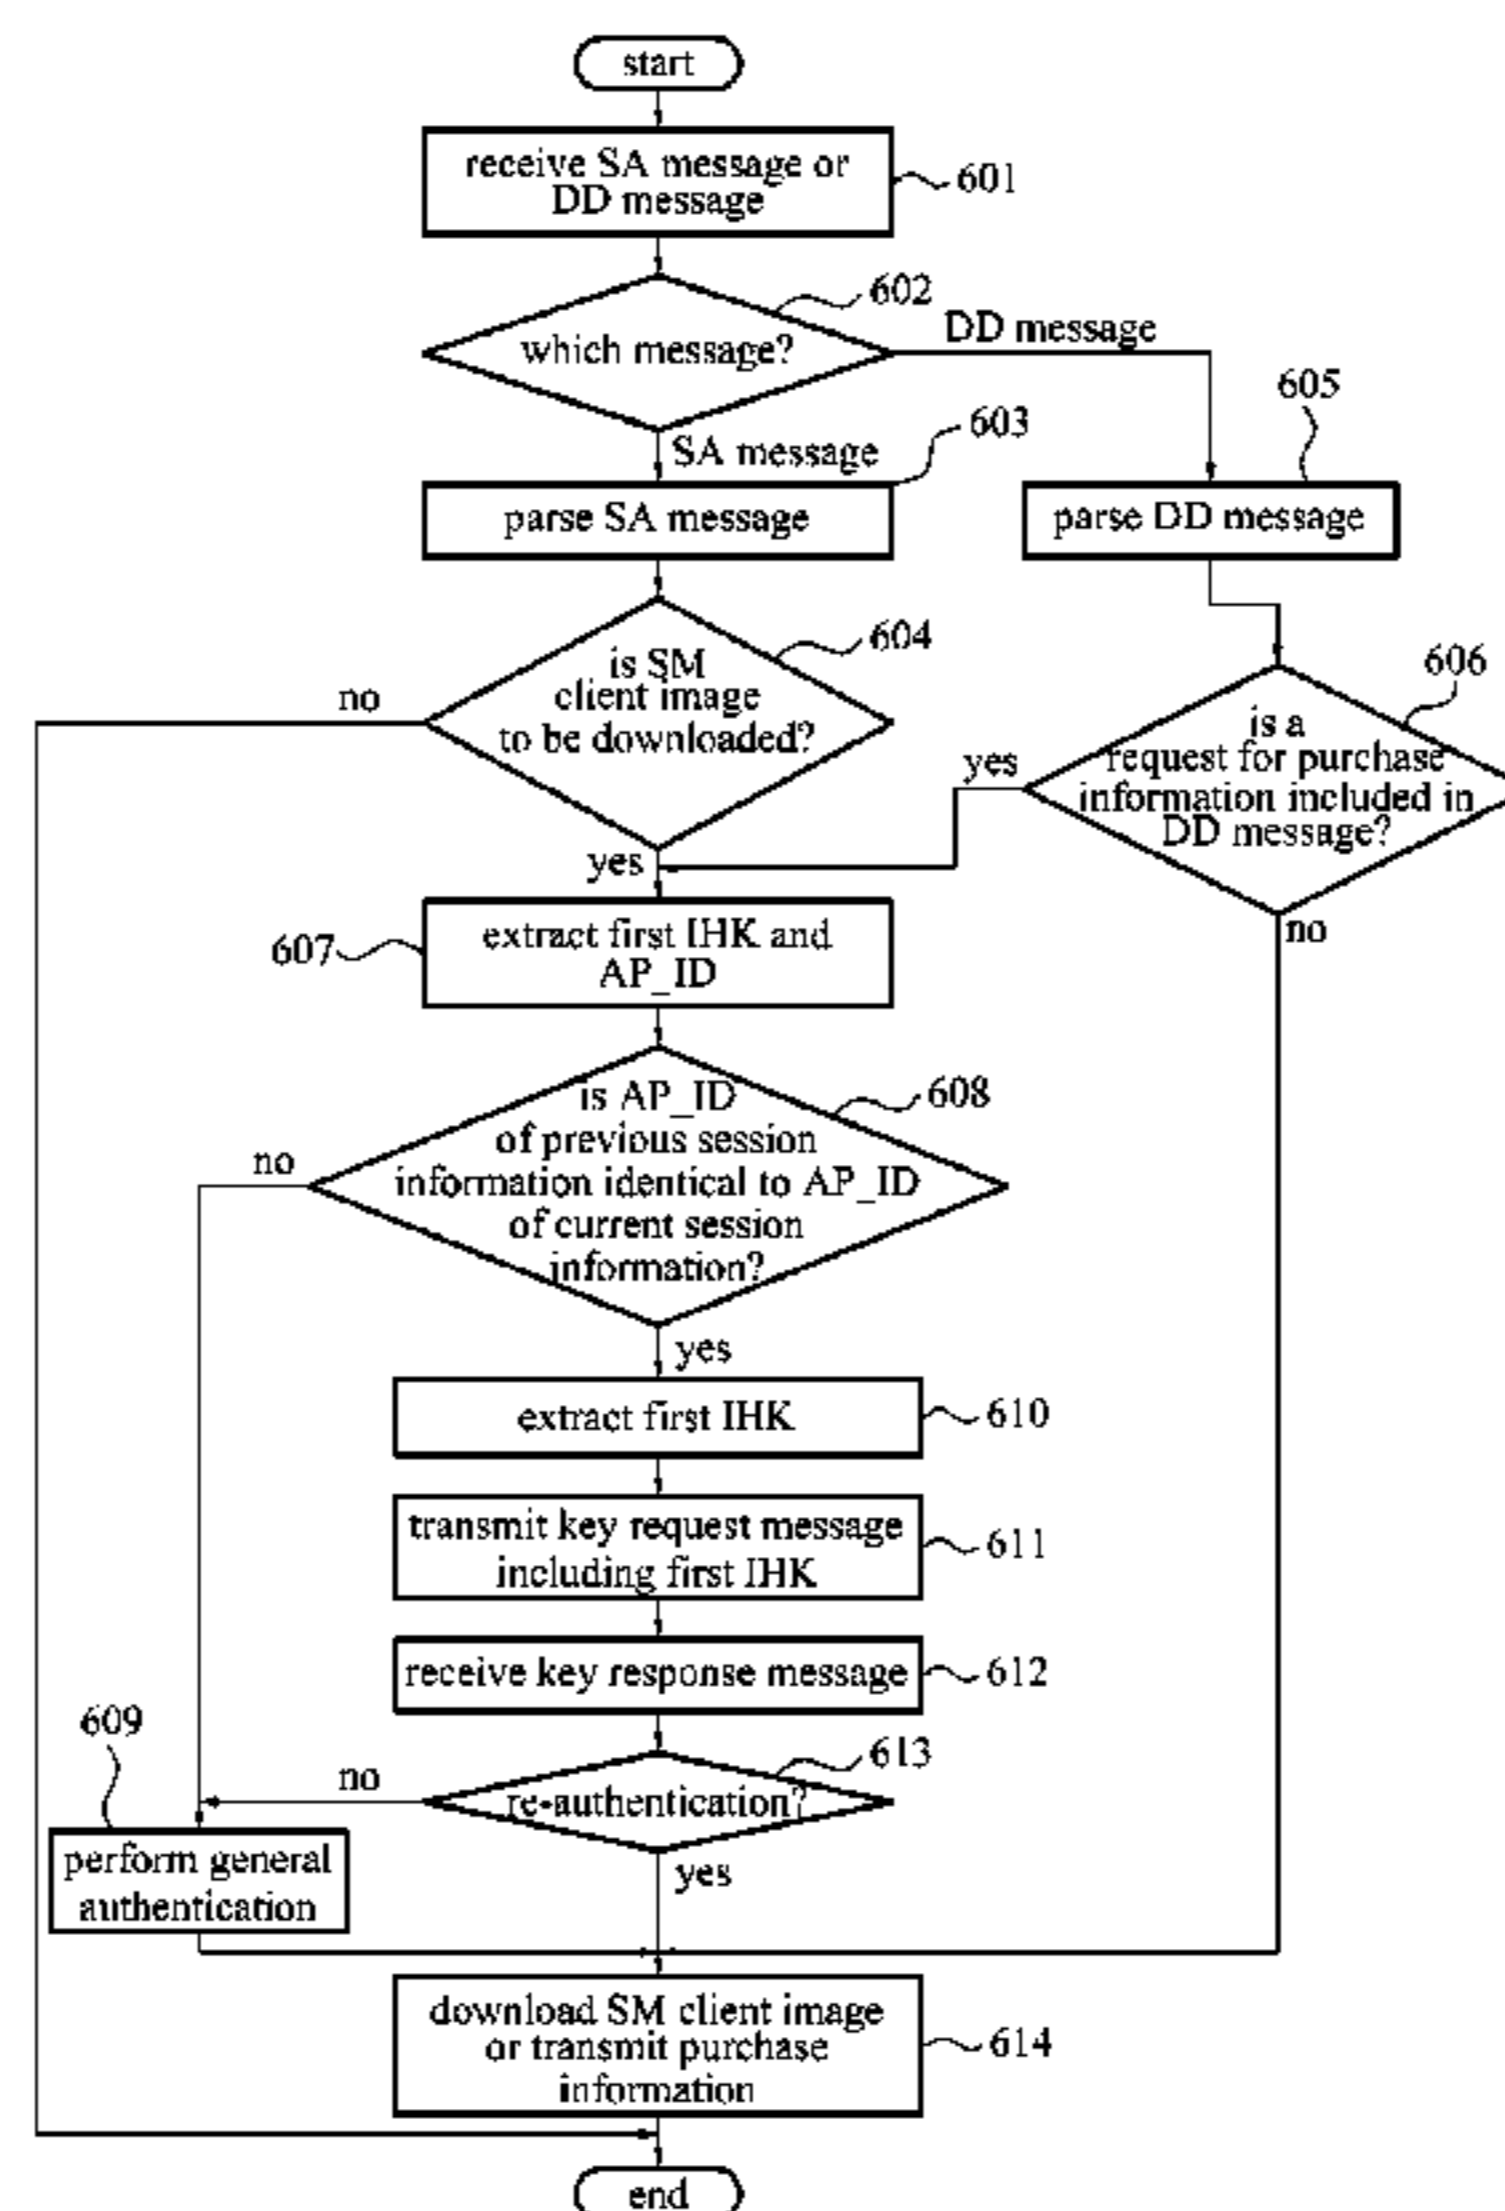 start
receive SA message or
DD message
601
which message?
602
DD message
SA message
603
parse SA message
605
parse DD message
is SM
client image
to be downloaded?
604
no
yes
606
is a
request for purchase
information included in
DD message?
yes
no
607
extract first IHK and
AP_ID
is AP_ID
of previous session
information identical to AP_ID
of current session
information?
608
no
yes
extract first IHK
610
transmit key request message
including first IHK
611
receive key response message
612
re-authentication?
613
no
yes
609
perform general
authentication
download SM client image
or transmit purchase
information
614
end